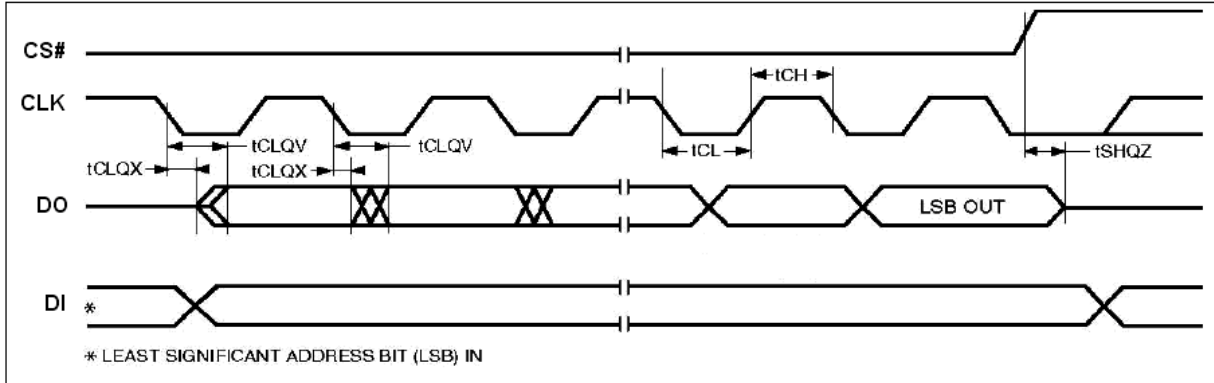 CS#
tCH
CLK
tCLQV
tCLQV
tCL
tSHQZ
tCLQX
tCLQX
DO
LSB OUT
DI
*
* LEAST SIGNIFICANT ADDRESS BIT (LSB) IN